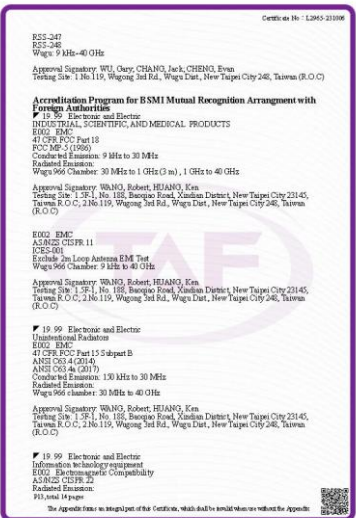 Certificate No : L2965-231006
RSS-247
RSS-248
Wugu: 9 kHz-40 GHz
Approval Signatory: WU, Gary; CHANG, Jack; CHENG, Evan
Testing Site: 1.No.119, Wugong 3rd Rd., Wugu Dist., New Taipei City 248, Taiwan (R.O.C)
Accreditation Program for BSMI Mutual Recognition Arrangment with
Foreign Authorities
19. 99 Electronic and Electric
INDUSTRIAL, SCIENTIFIC, AND MEDICAL PRODUCTS
E002 EMC
47 CFR FCC Part 18
FCC MP-5 (1986)
Conducted Emission: 9 kHz to 30 MHz
Radiated Emission:
Wugu 966 Chamber: 30 MHz to 1 GHz (3 m) , 1 GHz to 40 GHz
Approval Signatory: WANG, Robert; HUANG, Ken
Testing Site: 1.5F-1, No. 188, Baoqiao Road, Xindian District, New Taipei City 23145,
Taiwan R.O.C; 2.No.119, Wugong 3rd Rd., Wugu Dist., New Taipei City 248, Taiwan
(R.O.C)
E002 EMC
AS/NZS CISPR 11
ICES-001
Exclude 2m Loop Antenna EMI Test
Wugu 966 Chamber: 9 kHz to 40 GHz
Approval Signatory: WANG, Robert; HUANG, Ken
Testing Site: 1.5F-1, No. 188, Baoqiao Road, Xindian District, New Taipei City 23145,
Taiwan R.O.C; 2.No.119, Wugong 3rd Rd., Wugu Dist., New Taipei City 248, Taiwan
(R.O.C)
19. 99 Electronic and Electric
Unintentional Radiators
E002 EMC
47 CFR FCC Part 15 Subpart B
ANSI C63.4 (2014)
ANSI C63.4a (2017)
Conducted Emission: 150 kHz to 30 MHz
Radiated Emission:
Wugu 966 chamber: 30 MHz to 40 GHz
Approval Signatory: WANG, Robert; HUANG, Ken
Testing Site: 1.5F-1, No. 188, Baoqiao Road, Xindian District, New Taipei City 23145,
Taiwan R.O.C; 2.No.119, Wugong 3rd Rd., Wugu Dist., New Taipei City 248, Taiwan
(R.O.C)
19. 99 Electronic and Electric
Information technology equipment
E002 Electromagnetic Compatibility
AS/NZS CISPR 22
Radiated Emission:
P13, total 14 pages
The Appendix forms an integral part of this Certificate, which shall be invalid when use without the Appendix
TAF